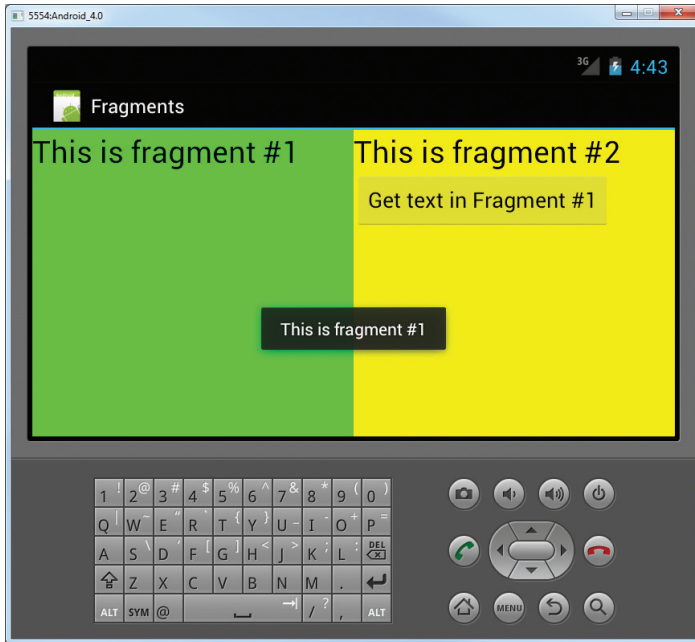 5554:Android_4.0
3G 4:43
Fragments
This is fragment #1
This is fragment #2
Get text in Fragment #1
This is fragment #1
1 ! 2 @ 3 # 4 $ 5 % 6 ^ 7 & 8 * 9 ( 0 )
Q | W ~ E " R ` T { Y } U _ I - O + P =
A S \ D ' F [ G ] H < J > K ; L : DEL
Z X C V B N M .
ALT SYM @ / ? , ALT
MENU